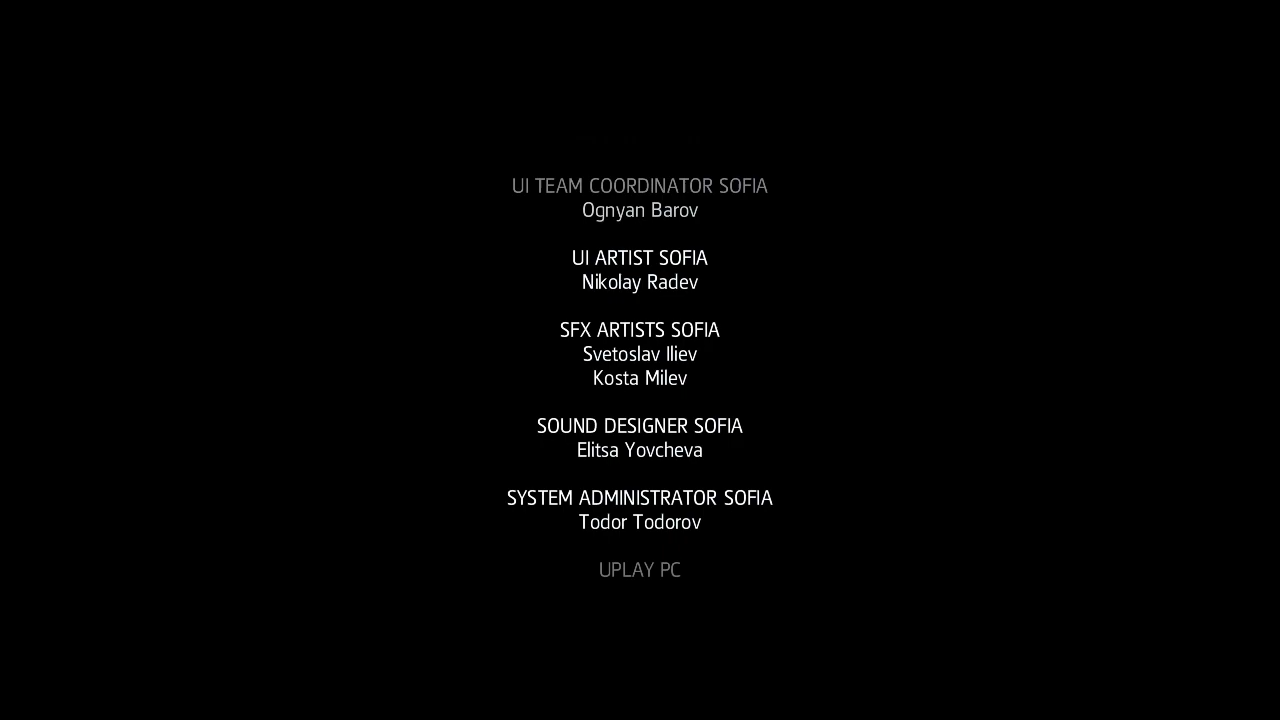 UI TEAM COORDINATOR SOFIA
Ognyan Barov
UI ARTIST SOFIA
Nikolay Radev
SFX ARTISTS SOFIA
Svetoslav Iliev
Kosta Milev
SOUND DESIGNER SOFIA
Elitsa Yovcheva
SYSTEM ADMINISTRATOR SOFIA
Todor Todorov
UPLAY PC